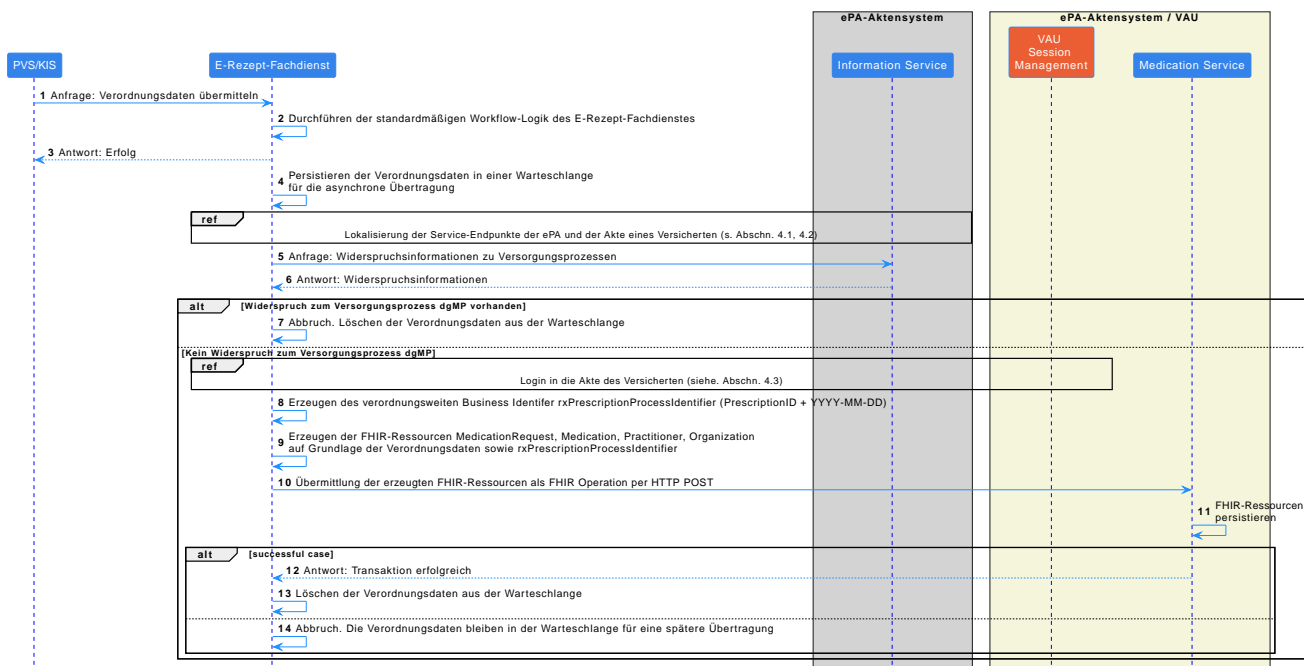 ePA-Aktensystem
ePA-Aktensystem / VAU
PVS/KIS
E-Rezept-Fachdienst
Information Service
VAU
Session
Management
Medication Service
1 Anfrage: Verordnungsdaten übermitteln
2 Durchführen der standardmäßigen Workflow-Logik des E-Rezept-Fachdienstes
3 Antwort: Erfolg
4 Persistieren der Verordnungsdaten in einer Warteschlange
für die asynchrone Übertragung
ref
Lokalisierung der Service-Endpunkte der ePA und der Akte eines Versicherten (s. Abschn. 4.1, 4.2)
5 Anfrage: Widerspruchsinformationen zu Versorgungsprozessen
6 Antwort: Widerspruchsinformationen
alt [Widerspruch zum Versorgungsprozess dgMP vorhanden]
7 Abbruch. Löschen der Verordnungsdaten aus der Warteschlange
[Kein Widerspruch zum Versorgungsprozess dgMP]
ref
Login in die Akte des Versicherten (siehe. Abschn. 4.3)
8 Erzeugen des verordnungsweiten Business Identifer rxPrescriptionProcessIdentifier (PrescriptionID + YYYY-MM-DD)
9 Erzeugen der FHIR-Ressourcen MedicationRequest, Medication, Practitioner, Organization
auf Grundlage der Verordnungsdaten sowie rxPrescriptionProcessIdentifier
10 Übermittlung der erzeugten FHIR-Ressourcen als FHIR Operation per HTTP POST
11 FHIR-Ressourcen
persistieren
alt [successful case]
12 Antwort: Transaktion erfolgreich
13 Löschen der Verordnungsdaten aus der Warteschlange
14 Abbruch. Die Verordnungsdaten bleiben in der Warteschlange für eine spätere Übertragung